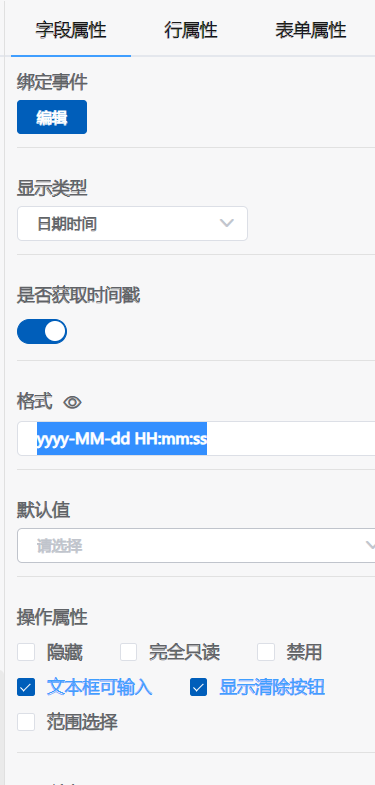 字段属性 行属性 表单属性
绑定事件
编辑
显示类型
日期时间
是否获取时间戳
格式
yyyy-MM-dd HH:mm:ss
默认值
请选择
操作属性
隐藏 完全只读 禁用
文本框可输入 显示清除按钮
范围选择